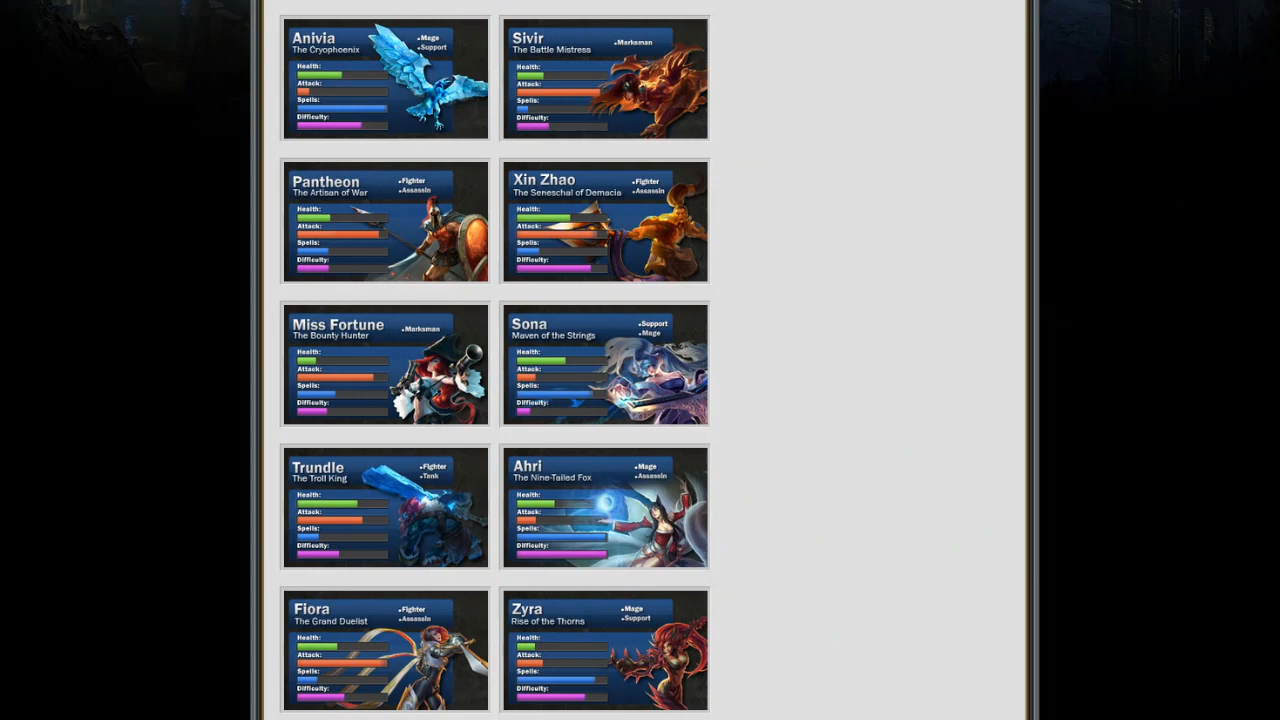 Anivia
The Cryophoenix
•Mage
•Support
Health:
Attack:
Spells:
Difficulty:
Sivir
The Battle Mistress
•Marksman
Health:
Attack:
Spells:
Difficulty:
Pantheon
The Artisan of War
•Fighter
•Assassin
Health:
Attack:
Spells:
Difficulty:
Xin Zhao
The Seneschal of Demacia
•Fighter
•Assassin
Health:
Attack:
Spells:
Difficulty:
Miss Fortune
The Bounty Hunter
•Marksman
Health:
Attack:
Spells:
Difficulty:
Sona
Maven of the Strings
•Support
•Mage
Health:
Attack:
Spells:
Difficulty:
Trundle
The Troll King
•Fighter
•Tank
Health:
Attack:
Spells:
Difficulty:
Ahri
The Nine-Tailed Fox
•Mage
•Assassin
Health:
Attack:
Spells:
Difficulty:
Fiora
The Grand Duelist
•Fighter
•Assassin
Health:
Attack:
Spells:
Difficulty:
Zyra
Rise of the Thorns
•Mage
•Support
Health:
Attack:
Spells:
Difficulty: